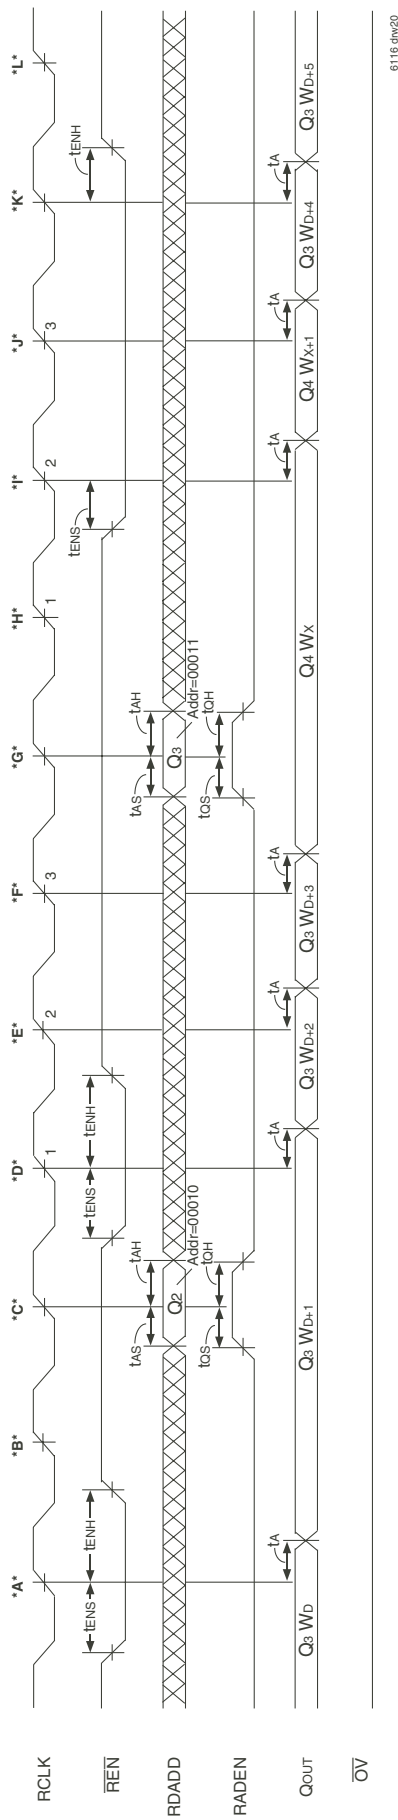 *A* *B* *C* *D* *E* *F* *G* *H* *I* *J* *K* *L*
RCLK 1 2 3 1 2 3
REN tENS tENH tENS tENH tENS tENH
RDADD tAS tAH tAS tAH
Q2 Q3
Addr=00010 Addr=00011
RADEN tQS tQH tQS tQH
tA tA tA tA tA tA tA
QOUT Q3 WD Q3 WD+1 Q3 WD+2 Q3 WD+3 Q4 WX Q4 WX+1 Q3 WD+4 Q3 WD+5
OV
6116 drw20